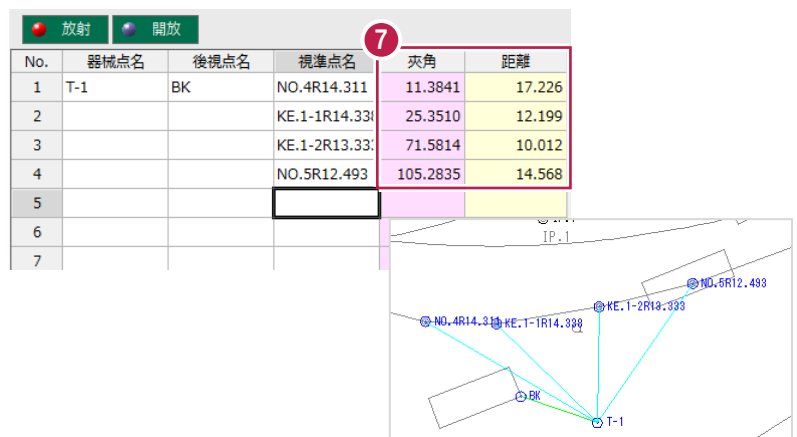 放射 開放
7
No. 器械点名 後視点名 視準点名 夾角 距離
1 T-1 BK NO.4R14.311 11.3841 17.226
2 KE.1-1R14.338 25.3510 12.199
3 KE.1-2R13.333 71.5814 10.012
4 NO.5R12.493 105.2835 14.568
5
6
7
IP.1
NO.5R12.493
KE.1-2R13.333
NO.4R14.311 KE.1-1R14.338
BK
T-1